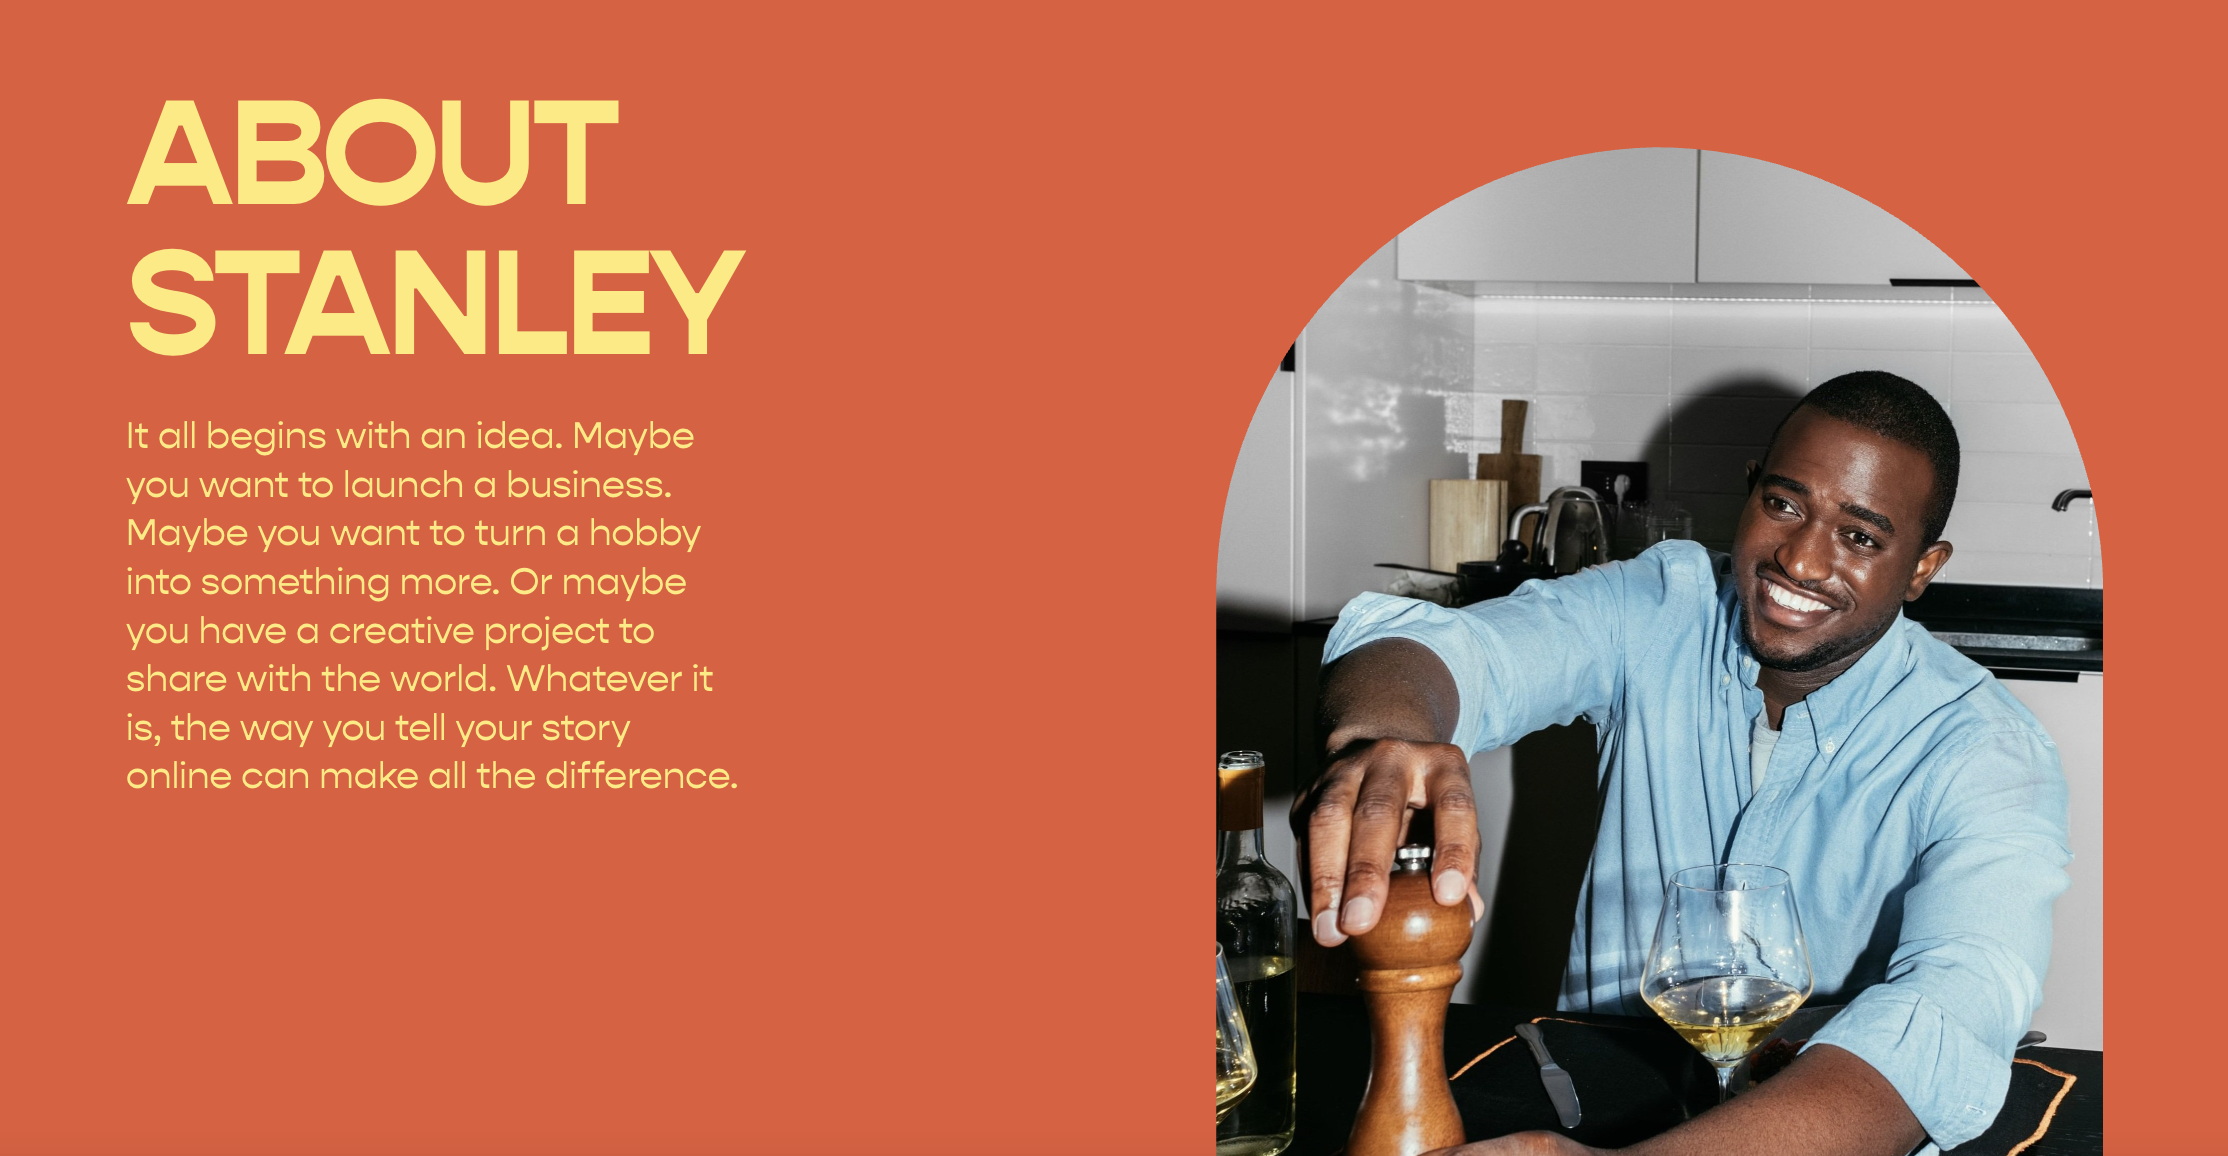 ABOUT
STANLEY
It all begins with an idea. Maybe
you want to launch a business.
Maybe you want to turn a hobby
into something more. Or maybe
you have a creative project to
share with the world. Whatever it
is, the way you tell your story
online can make all the difference.